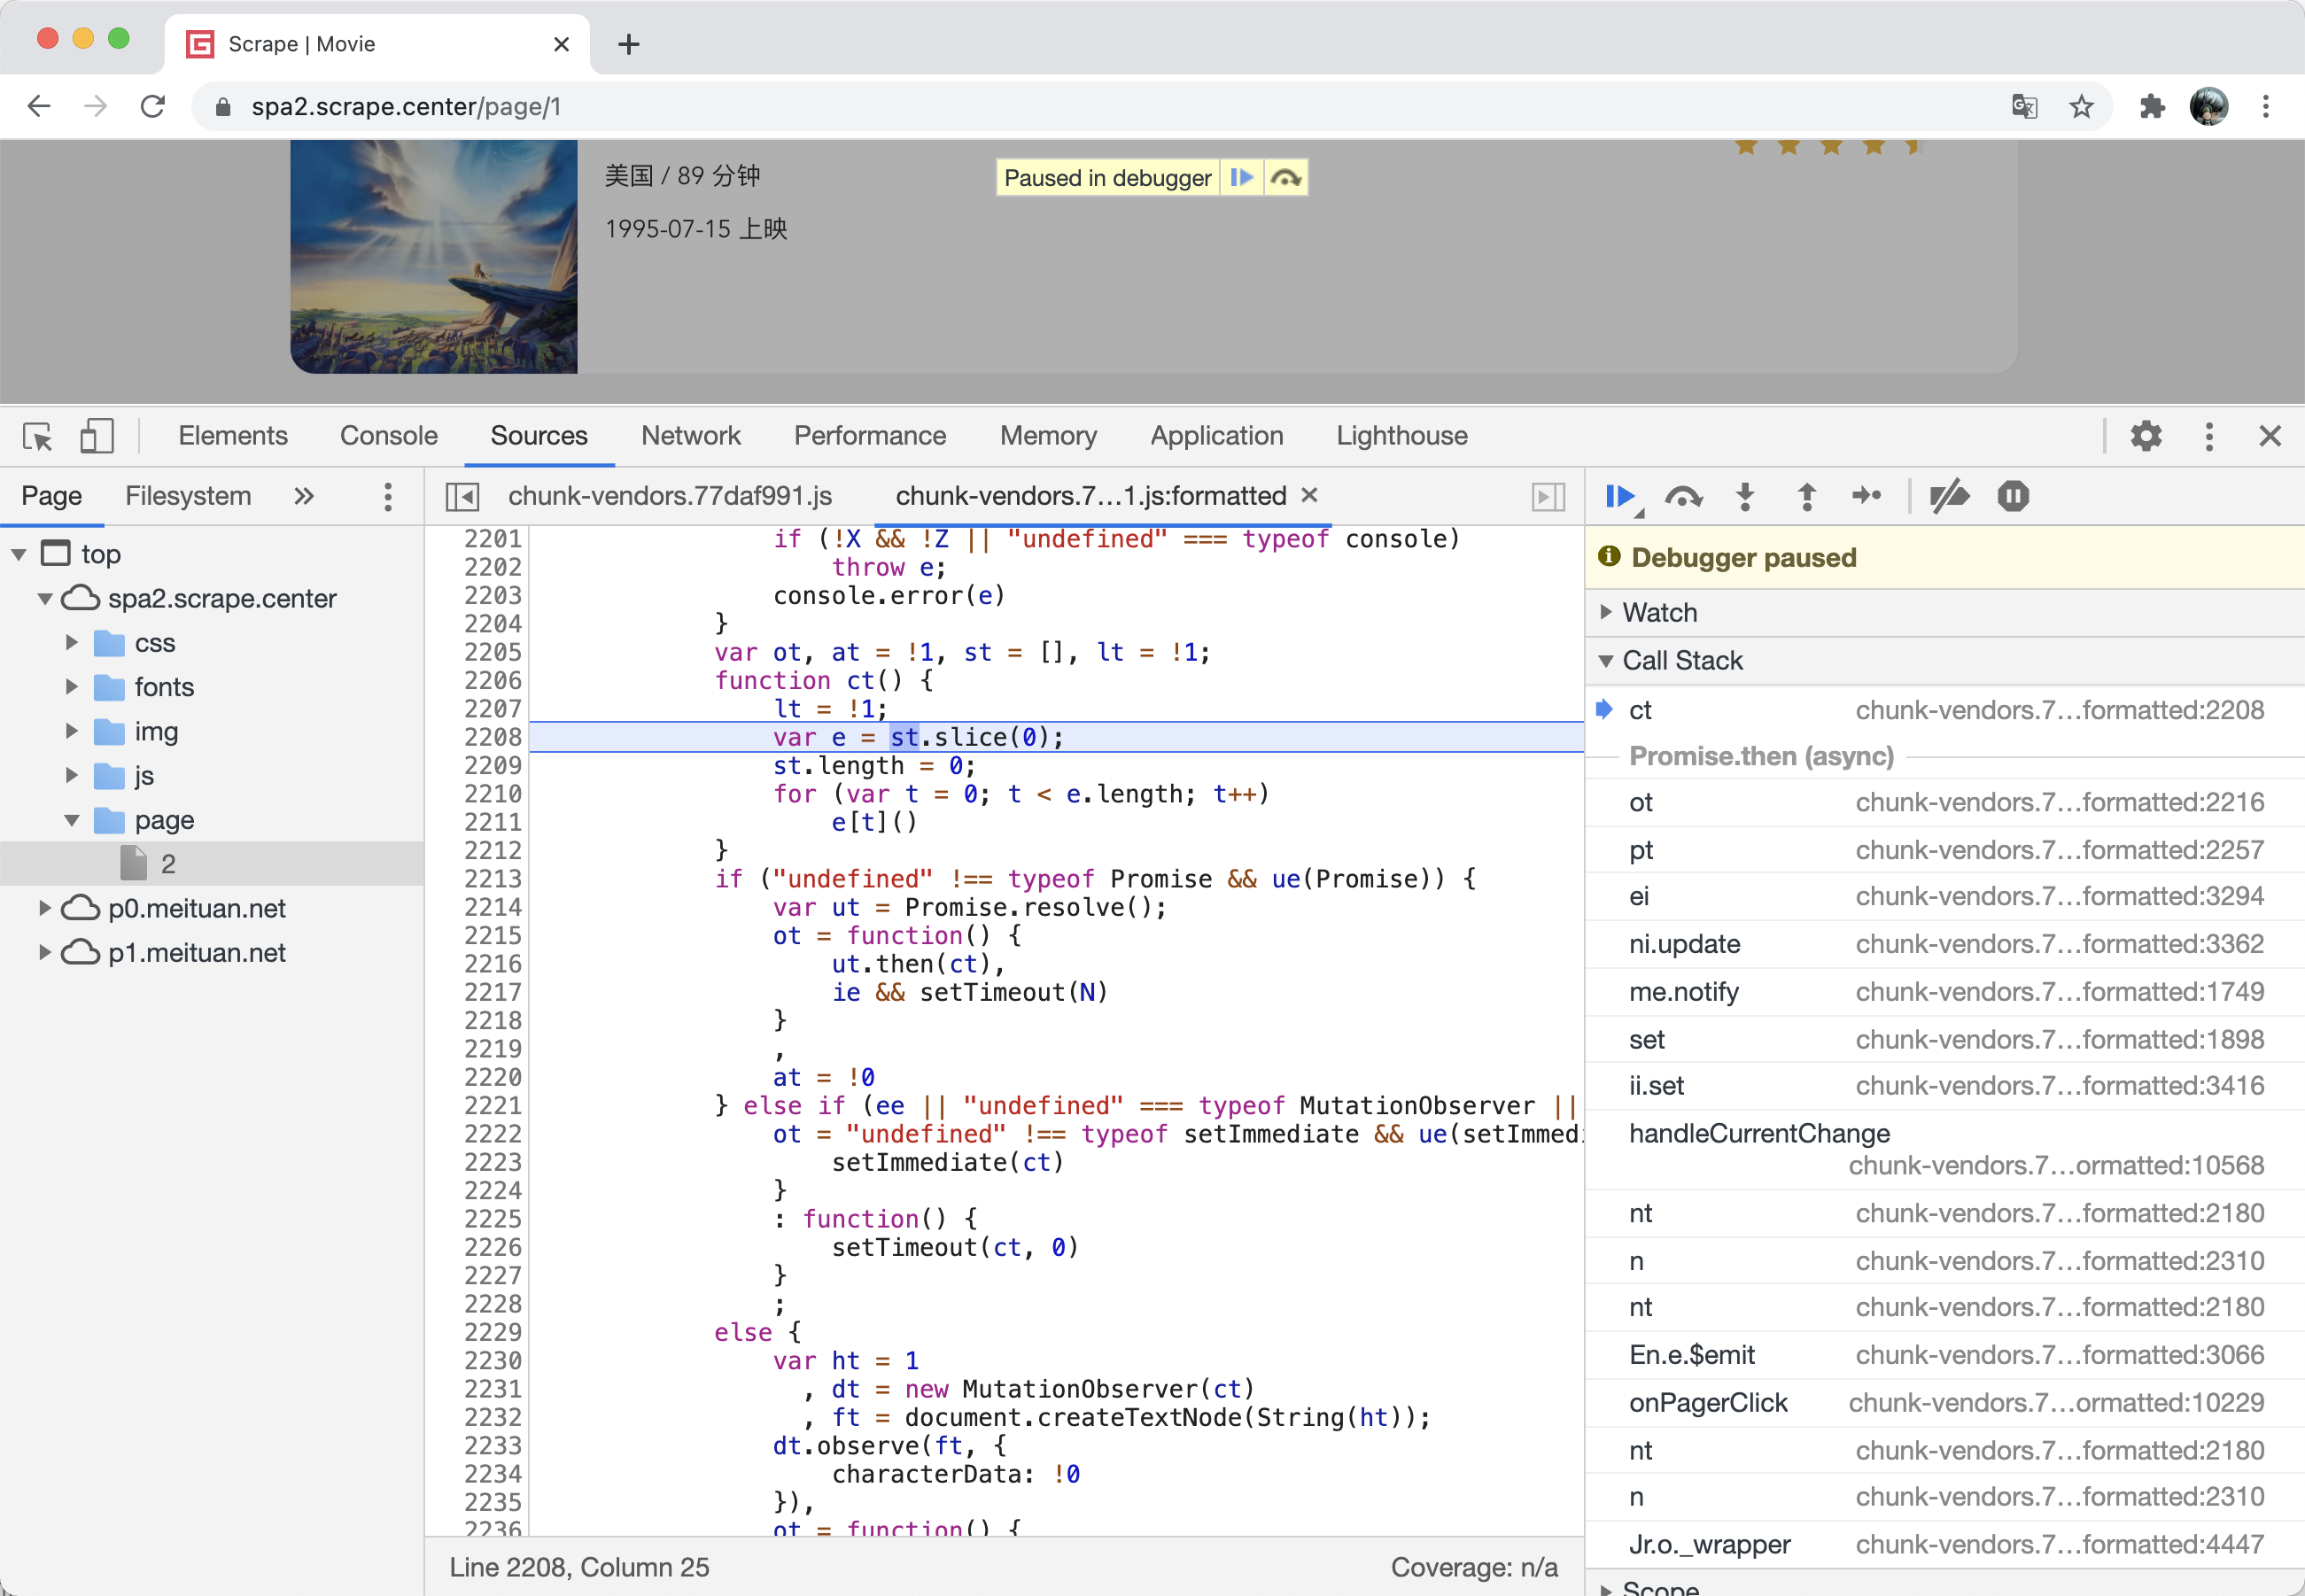 Scrape | Movie
spa2.scrape.center/page/1
美国 / 89 分钟
1995-07-15 上映
Paused in debugger
Elements Console Sources Network Performance Memory Application Lighthouse
Page Filesystem
chunk-vendors.77daf991.js chunk-vendors.7…1.js:formatted
top
spa2.scrape.center
css
fonts
img
js
page
2
p0.meituan.net
p1.meituan.net
2201 if (!X && !Z || "undefined" === typeof console)
2202 throw e;
2203 console.error(e)
2204 }
2205 var ot, at = !1, st = [], lt = !1;
2206 function ct() {
2207 lt = !1;
2208 var e = st.slice(0);
2209 st.length = 0;
2210 for (var t = 0; t < e.length; t++)
2211 e[t]()
2212 }
2213 if ("undefined" !== typeof Promise && ue(Promise)) {
2214 var ut = Promise.resolve();
2215 ot = function() {
2216 ut.then(ct),
2217 ie && setTimeout(N)
2218 }
2219 ,
2220 at = !0
2221 } else if (ee || "undefined" === typeof MutationObserver ||
2222 ot = "undefined" !== typeof setImmediate && ue(setImmedi
2223 setImmediate(ct)
2224 }
2225 : function() {
2226 setTimeout(ct, 0)
2227 }
2228 ;
2229 else {
2230 var ht = 1
2231 , dt = new MutationObserver(ct)
2232 , ft = document.createTextNode(String(ht));
2233 dt.observe(ft, {
2234 characterData: !0
2235 }),
2236 ot = function() {
Line 2208, Column 25
Coverage: n/a
Debugger paused
Watch
Call Stack
ct chunk-vendors.7…formatted:2208
Promise.then (async)
ot chunk-vendors.7…formatted:2216
pt chunk-vendors.7…formatted:2257
ei chunk-vendors.7…formatted:3294
ni.update chunk-vendors.7…formatted:3362
me.notify chunk-vendors.7…formatted:1749
set chunk-vendors.7…formatted:1898
ii.set chunk-vendors.7…formatted:3416
handleCurrentChange
chunk-vendors.7…ormatted:10568
nt chunk-vendors.7…formatted:2180
n chunk-vendors.7…formatted:2310
nt chunk-vendors.7…formatted:2180
En.e.$emit chunk-vendors.7…formatted:3066
onPagerClick chunk-vendors.7…ormatted:10229
nt chunk-vendors.7…formatted:2180
n chunk-vendors.7…formatted:2310
Jr.o._wrapper chunk-vendors.7…formatted:4447
Scope